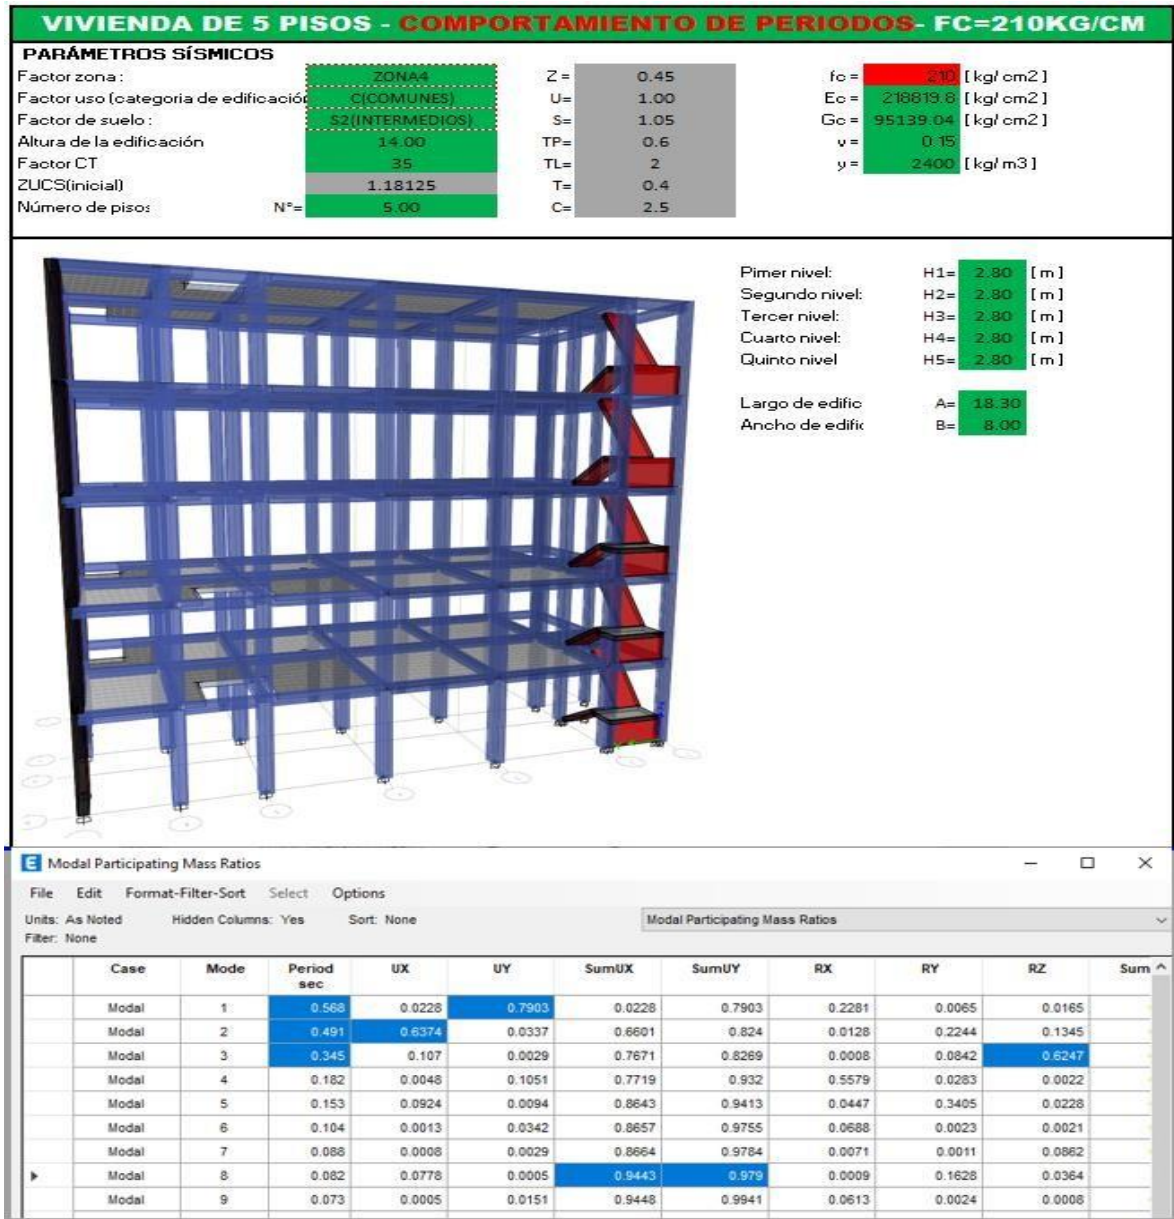 VIVIENDA DE 5 PISOS - COMPORTAMIENTO DE PERIODOS- FC=210KG/CM
PARÁMETROS SÍSMICOS
Factor zona: ZONA4 Z = 0.45 fc = 210 [kg/cm2]
Factor uso (categoria de edificación C(COMUNES) U= 1.00 Ec = 218819.8 [kg/cm2]
Factor de suelo: S2(INTERMEDIOS) S= 1.05 Gc = 95139.04 [kg/cm2]
Altura de la edificación 14.00 TP= 0.6 v = 0.15
Factor CT 35 TL= 2 y = 2400 [kg/m3]
ZUCS(inicial) 1.18125 T= 0.4
Número de pisos N°= 5.00 C= 2.5
Pimer nivel: H1= 2.80 [m]
Segundo nivel: H2= 2.80 [m]
Tercer nivel: H3= 2.80 [m]
Cuarto nivel: H4= 2.80 [m]
Quinto nivel H5= 2.80 [m]
Largo de edific A= 18.30
Ancho de edific B= 8.00
E Modal Participating Mass Ratios
File Edit Format-Filter-Sort Select Options
Units: As Noted Hidden Columns: Yes Sort: None Modal Participating Mass Ratios
Filter: None
Case Mode Period sec UX UY SumUX SumUY RX RY RZ Sum
Modal 1 0.568 0.0228 0.7903 0.0228 0.7903 0.2281 0.0065 0.0165
Modal 2 0.491 0.6374 0.0337 0.6601 0.824 0.0128 0.2244 0.1345
Modal 3 0.345 0.107 0.0029 0.7671 0.8269 0.0008 0.0842 0.6247
Modal 4 0.182 0.0048 0.1051 0.7719 0.932 0.5579 0.0283 0.0022
Modal 5 0.153 0.0924 0.0094 0.8643 0.9413 0.0447 0.3405 0.0228
Modal 6 0.104 0.0013 0.0342 0.8657 0.9755 0.0688 0.0023 0.0021
Modal 7 0.088 0.0008 0.0029 0.8664 0.9784 0.0071 0.0011 0.0862
Modal 8 0.082 0.0778 0.0005 0.9443 0.979 0.0009 0.1628 0.0364
Modal 9 0.073 0.0005 0.0151 0.9448 0.9941 0.0613 0.0024 0.0008